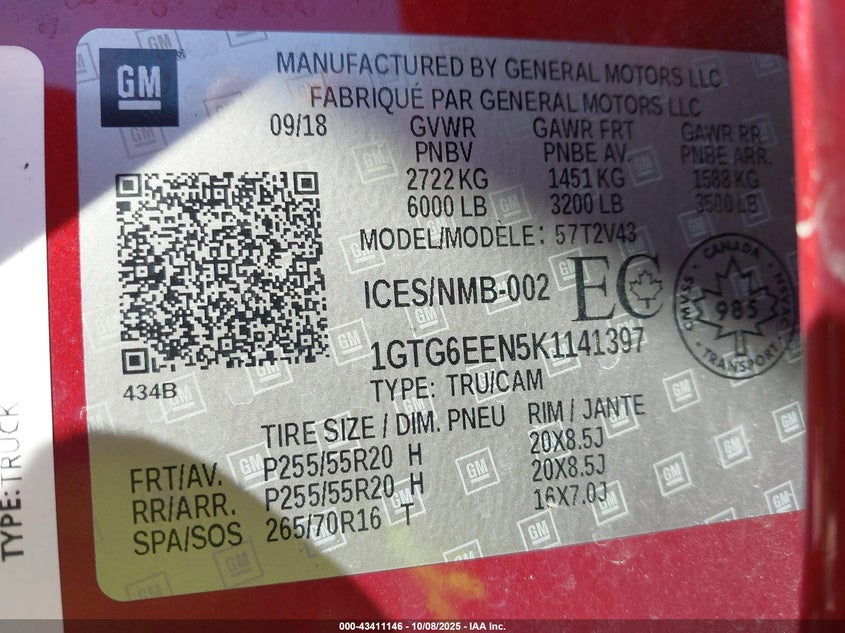 GM ®
MANUFACTURED BY GENERAL MOTORS LLC
FABRIQUÉ PAR GENERAL MOTORS LLC
09/18 GVWR GAWR FRT GAWR RR
PNBV PNBE AV. PNBE ARR.
2722 KG 1451 KG 1588 KG
6000 LB 3200 LB 3500 LB
MODEL/MODÈLE: 57T2V43
ICES/NMB-002 EC
CANADA
CMVSS NSVAC
985
TRANSPORT
1GTG6EEN5K1141397
434B TYPE: TRU/CAM
TIRE SIZE / DIM. PNEU RIM / JANTE
FRT/AV. P255/55R20 H 20X8.5J
RR/ARR. P255/55R20 H 20X8.5J
SPA/SOS 265/70R16 T 16X7.0J
TYPE: TRUCK
000-43411146 - 10/08/2025 - IAA Inc.